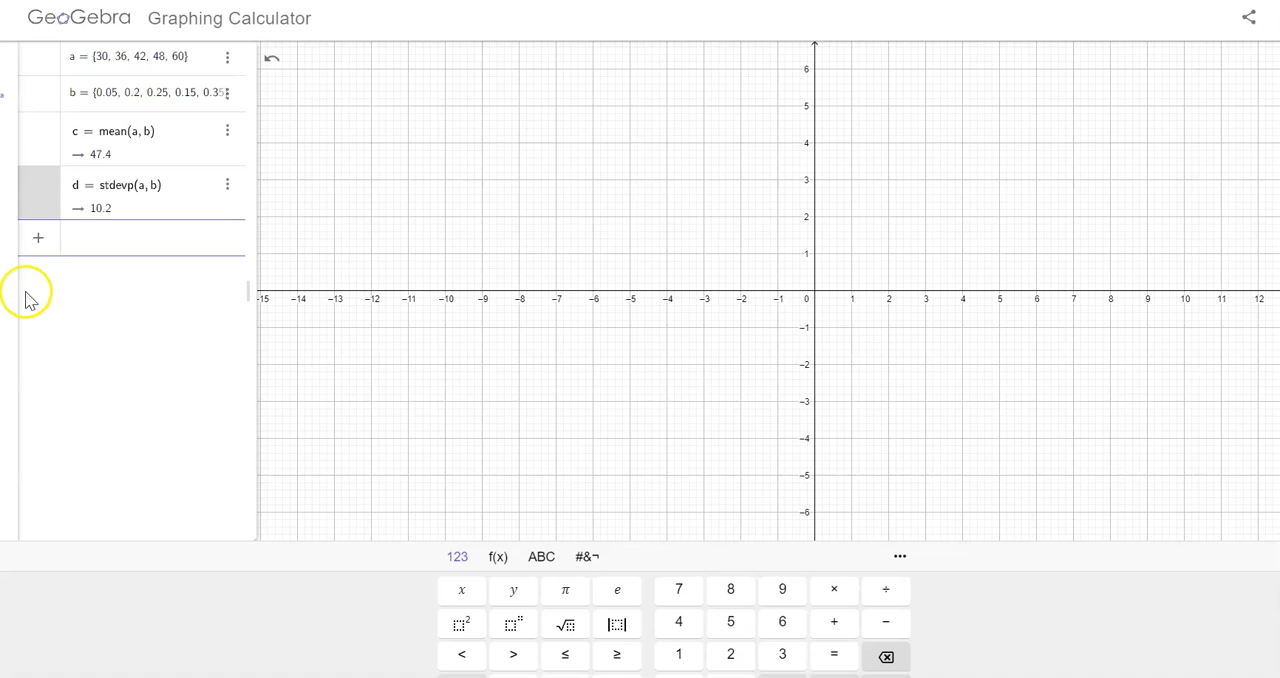 GeoGebra Graphing Calculator
a = {30, 36, 42, 48, 60}
b = {0.05, 0.2, 0.25, 0.15, 0.35
c = mean(a, b)
→ 47.4
d = stdevp(a, b)
→ 10.2
+
6
5
4
3
2
1
-15 -14 -13 -12 -11 -10 -9 -8 -7 -6 -5 -4 -3 -2 -1 0 1 2 3 4 5 6 7 8 9 10 11 12
-1
-2
-3
-4
-5
-6
123 f(x) ABC #&¬ •••
x y π e 7 8 9 × ÷
□² □ √□ |□| 4 5 6 + −
< > ≤ ≥ 1 2 3 =